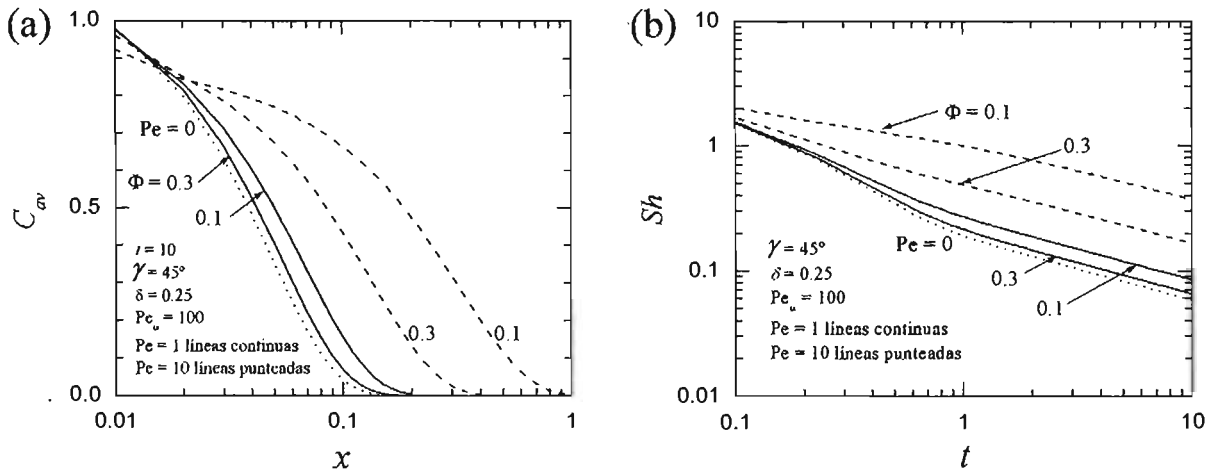 (a)
1.0
0.5
0.0
C_av
Pe = 0
Φ = 0.3
0.1
t = 10
γ = 45º
δ = 0.25
Pe_u = 100
Pe = 1 líneas continuas
Pe = 10 líneas punteadas
0.3
0.1
0.01
0.1
1
x
(b)
10
1
0.1
0.01
Sh
Φ = 0.1
0.3
Pe = 0
0.3
0.1
γ = 45º
δ = 0.25
Pe_u = 100
Pe = 1 líneas continuas
Pe = 10 líneas punteadas
0.1
1
10
t